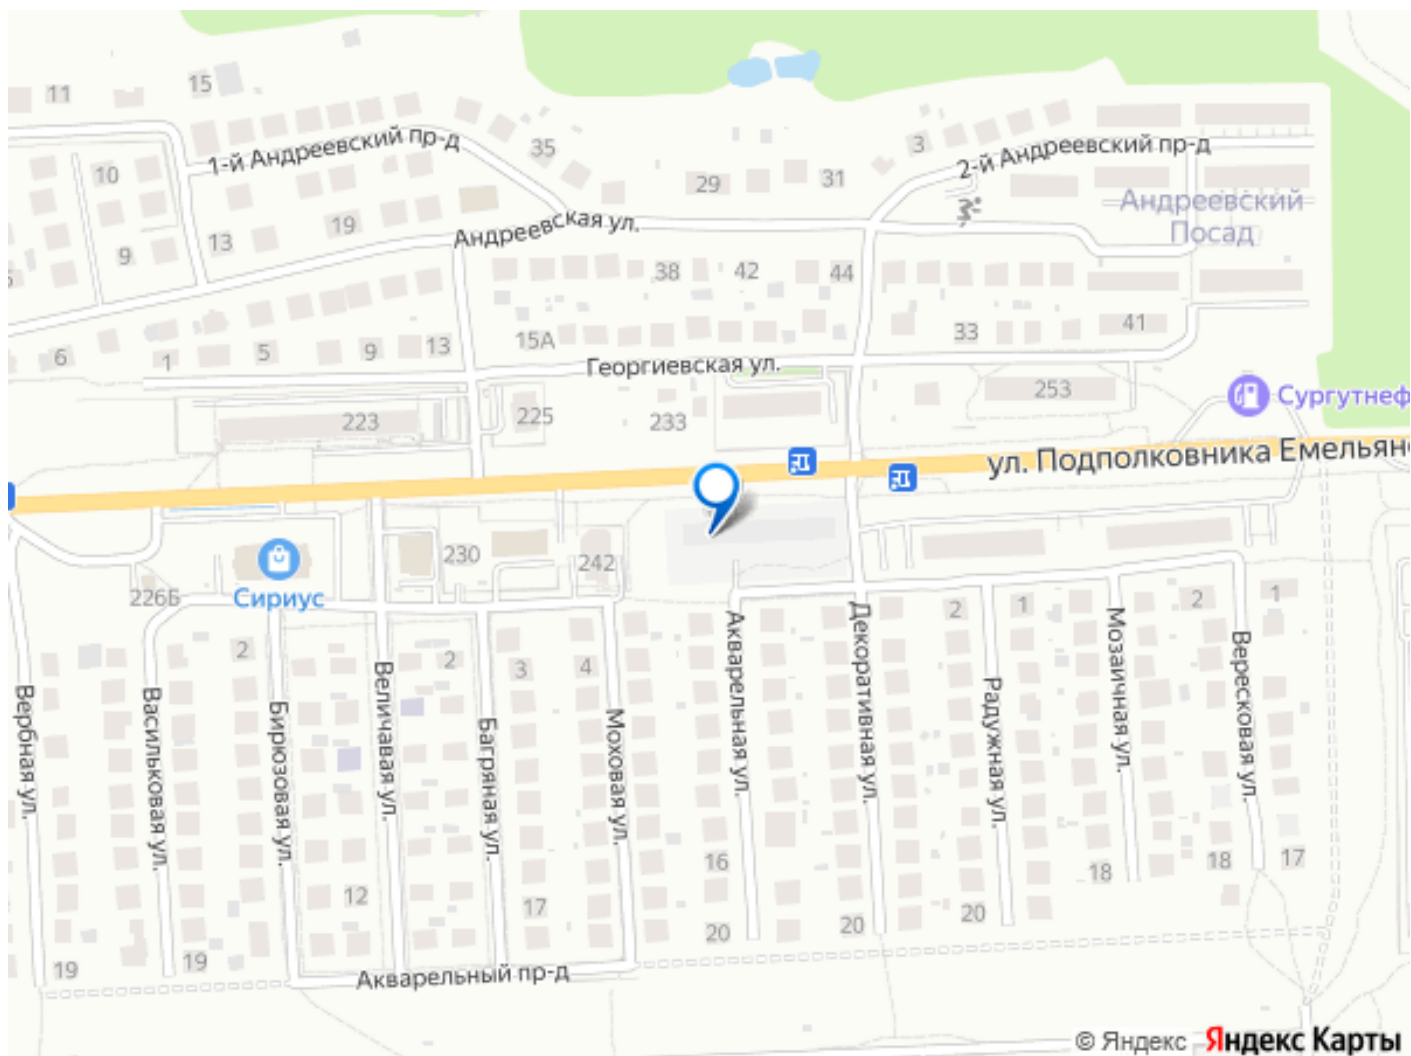 15
11
1-й Андреевский пр-д
35
3
2-й Андреевский пр-д
10
29
31
Андреевский
Посад
19
Андреевская ул.
13
9
38
42
44
15А
33
41
6
1
5
9
13
Георгиевская ул.
253
Сургутнеф
223
225
233
ул. Подполковника Емельян
230
242
226Б
Сириус
2
2
3
4
2
1
2
1
Вербная ул.
Васильковая ул.
Бирюзовая ул.
Величавая ул.
Багряная ул.
Моховая ул.
Акварельная ул.
Декоративная ул.
Радужная ул.
Мозаичная ул.
Вересковая ул.
16
18
18
17
12
17
20
20
20
19
19
Акварельный пр-д
© Яндекс Яндекс Карты